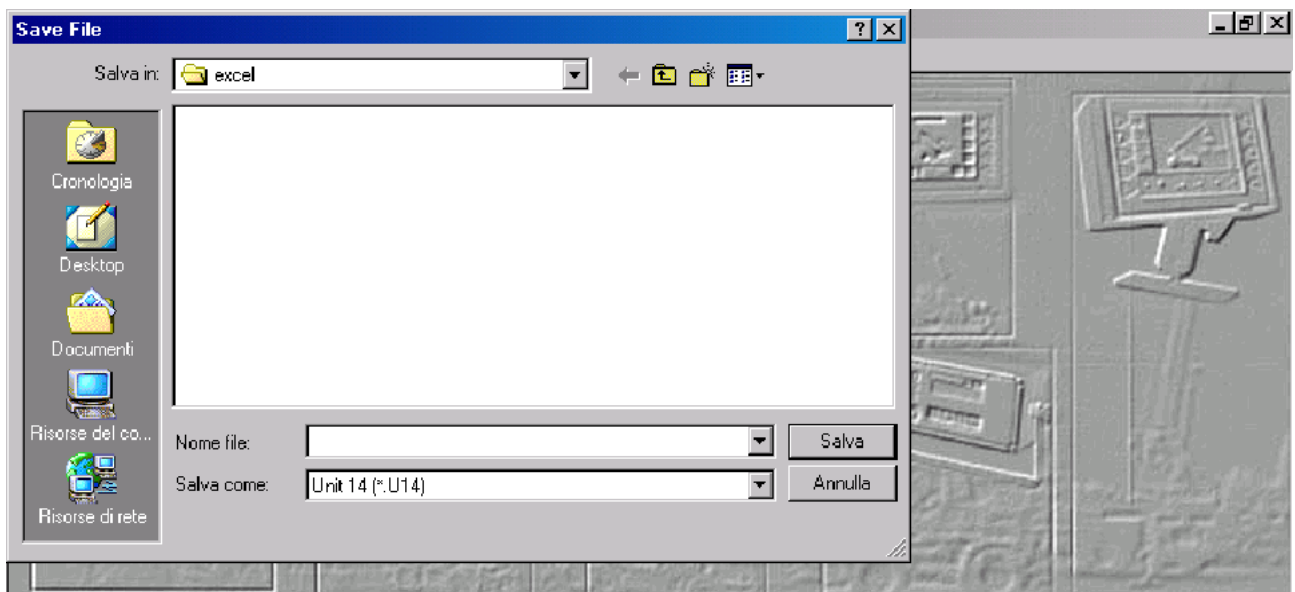 Save File
Salva in: excel
Cronologia
Desktop
Documenti
Risorse del co...
Risorse di rete
Nome file: Salva
Salva come: Unit 14 (*.U14) Annulla